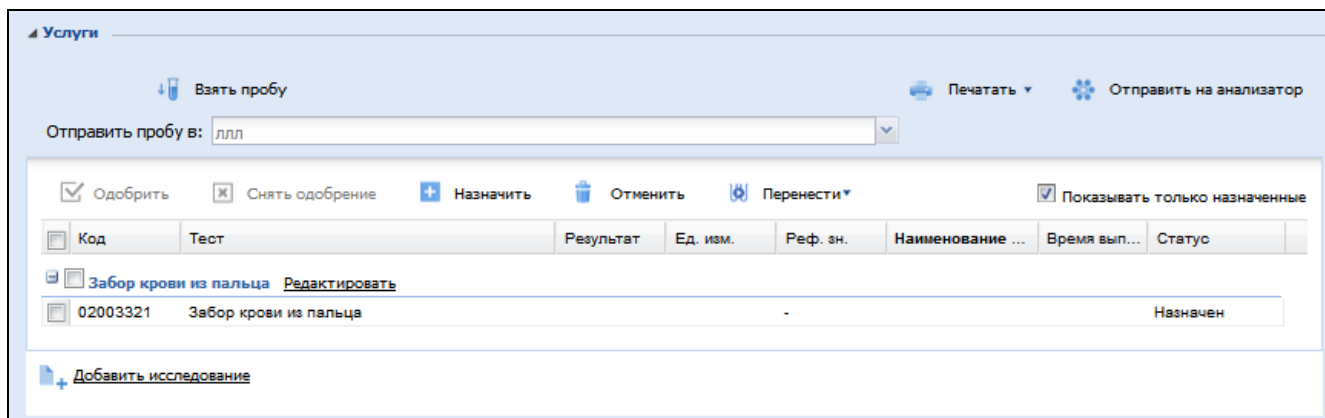 Услуги
Взять пробу Печатать Отправить на анализатор
Отправить пробу в: ллл
Одобрить Снять одобрение Назначить Отменить Перенести Показывать только назначенные
Код Тест Результат Ед. изм. Реф. зн. Наименование ... Время вып... Статус
Забор крови из пальца Редактировать
02003321 Забор крови из пальца - Назначен
Добавить исследование